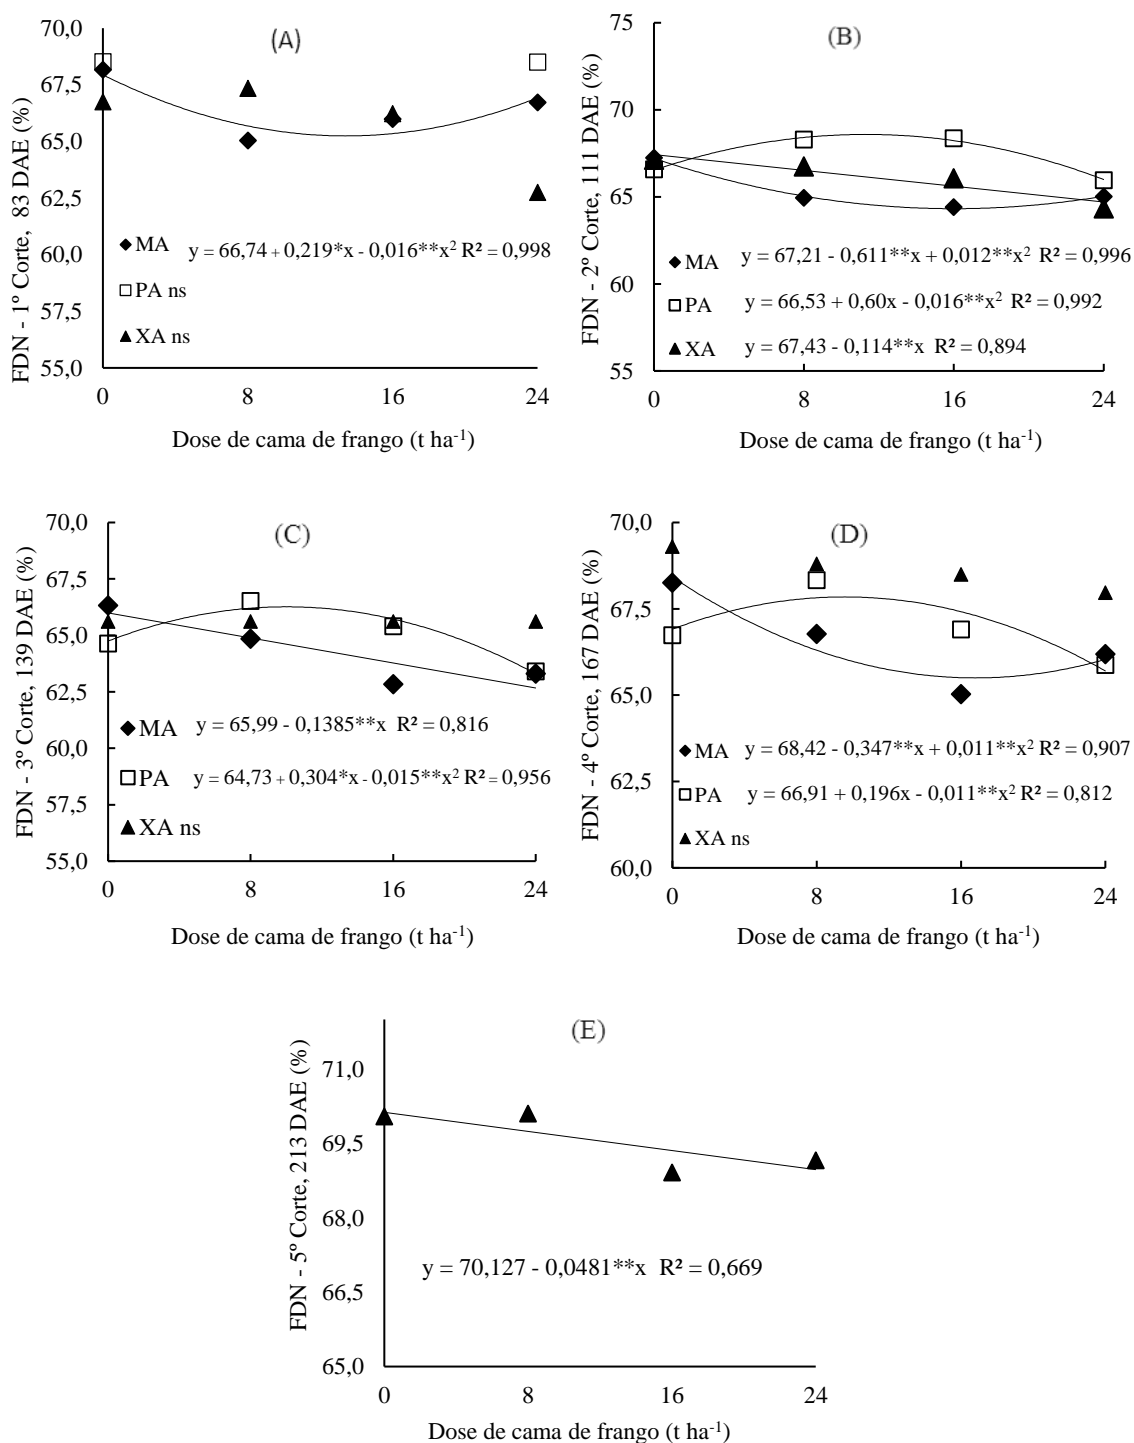 (A)
FDN - 1º Corte, 83 DAE (%)
70,0
67,5
65,0
62,5
60,0
57,5
55,0
MA y = 66,74 + 0,219*x - 0,016**x² R² = 0,998
PA ns
XA ns
0 8 16 24
Dose de cama de frango (t ha⁻¹)
(B)
FDN - 2º Corte, 111 DAE (%)
75
70
65
60
55
MA y = 67,21 - 0,611**x + 0,012**x² R² = 0,996
PA y = 66,53 + 0,60x - 0,016**x² R² = 0,992
XA y = 67,43 - 0,114**x R² = 0,894
0 8 16 24
Dose de cama de frango (t ha⁻¹)
(C)
FDN - 3º Corte, 139 DAE (%)
70,0
67,5
65,0
62,5
60,0
57,5
55,0
MA y = 65,99 - 0,1385**x R² = 0,816
PA y = 64,73 + 0,304*x - 0,015**x² R² = 0,956
XA ns
0 8 16 24
Dose de cama de frango (t ha⁻¹)
(D)
FDN - 4º Corte, 167 DAE (%)
70,0
67,5
65,0
62,5
60,0
MA y = 68,42 - 0,347**x + 0,011**x² R² = 0,907
PA y = 66,91 + 0,196x - 0,011**x² R² = 0,812
XA ns
0 8 16 24
Dose de cama de frango (t ha⁻¹)
(E)
FDN - 5º Corte, 213 DAE (%)
71,0
69,5
68,0
66,5
65,0
y = 70,127 - 0,0481**x R² = 0,669
0 8 16 24
Dose de cama de frango (t ha⁻¹)